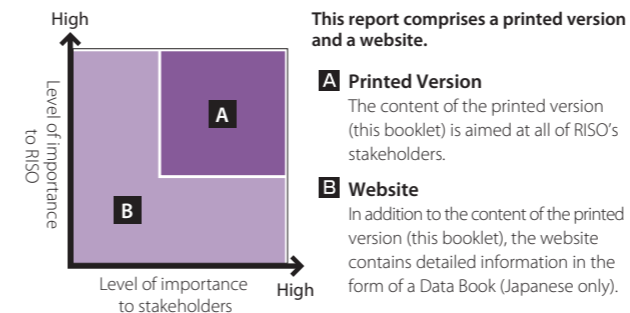 High
Level of importance
to RISO
A
B
Level of importance
to stakeholders
High
This report comprises a printed version
and a website.
A Printed Version
The content of the printed version
(this booklet) is aimed at all of RISO’s
stakeholders.
B Website
In addition to the content of the printed
version (this booklet), the website
contains detailed information in the
form of a Data Book (Japanese only).